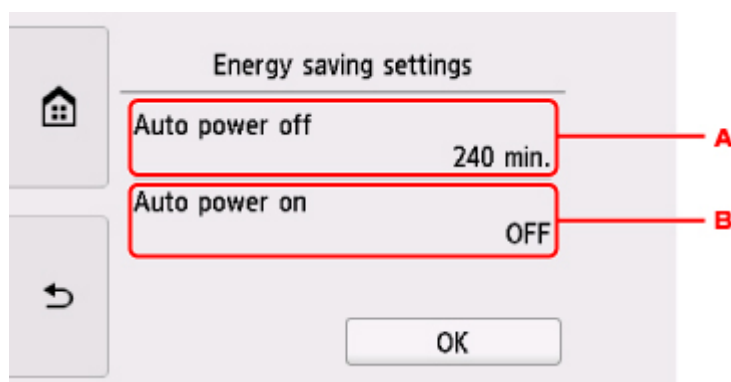 Energy saving settings
Auto power off
240 min.
A
Auto power on
OFF
B
OK